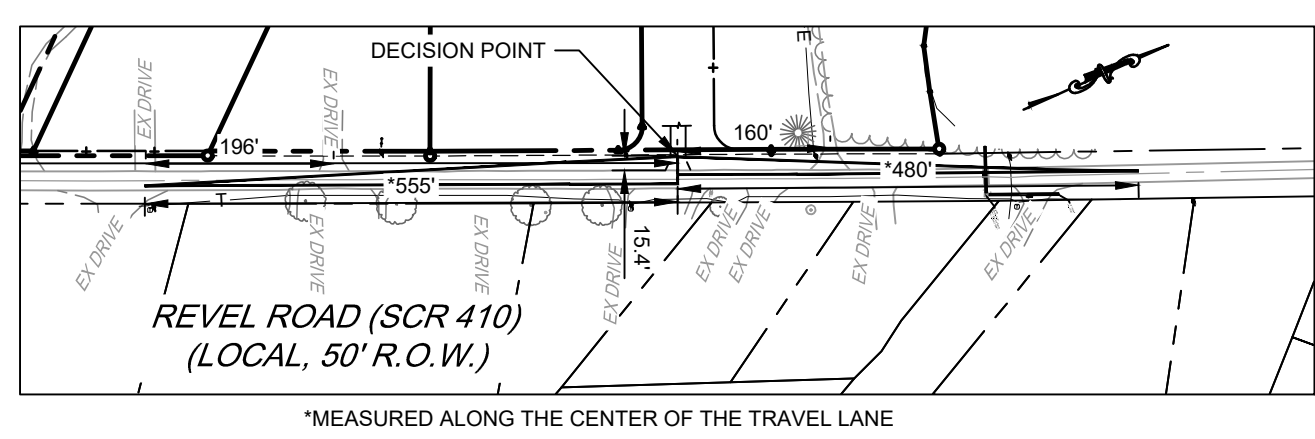 DECISION POINT
E
EX DRIVE
EX DRIVE
196'
160'
*555'
*480'
15.4'
T
EX DRIVE
EX DRIVE
EX DRIVE
EX DRIVE
EX DRIVE
EX DRIVE
EX DRIVE
EX DRIVE
REVEL ROAD (SCR 410)
(LOCAL, 50' R.O.W.)
*MEASURED ALONG THE CENTER OF THE TRAVEL LANE